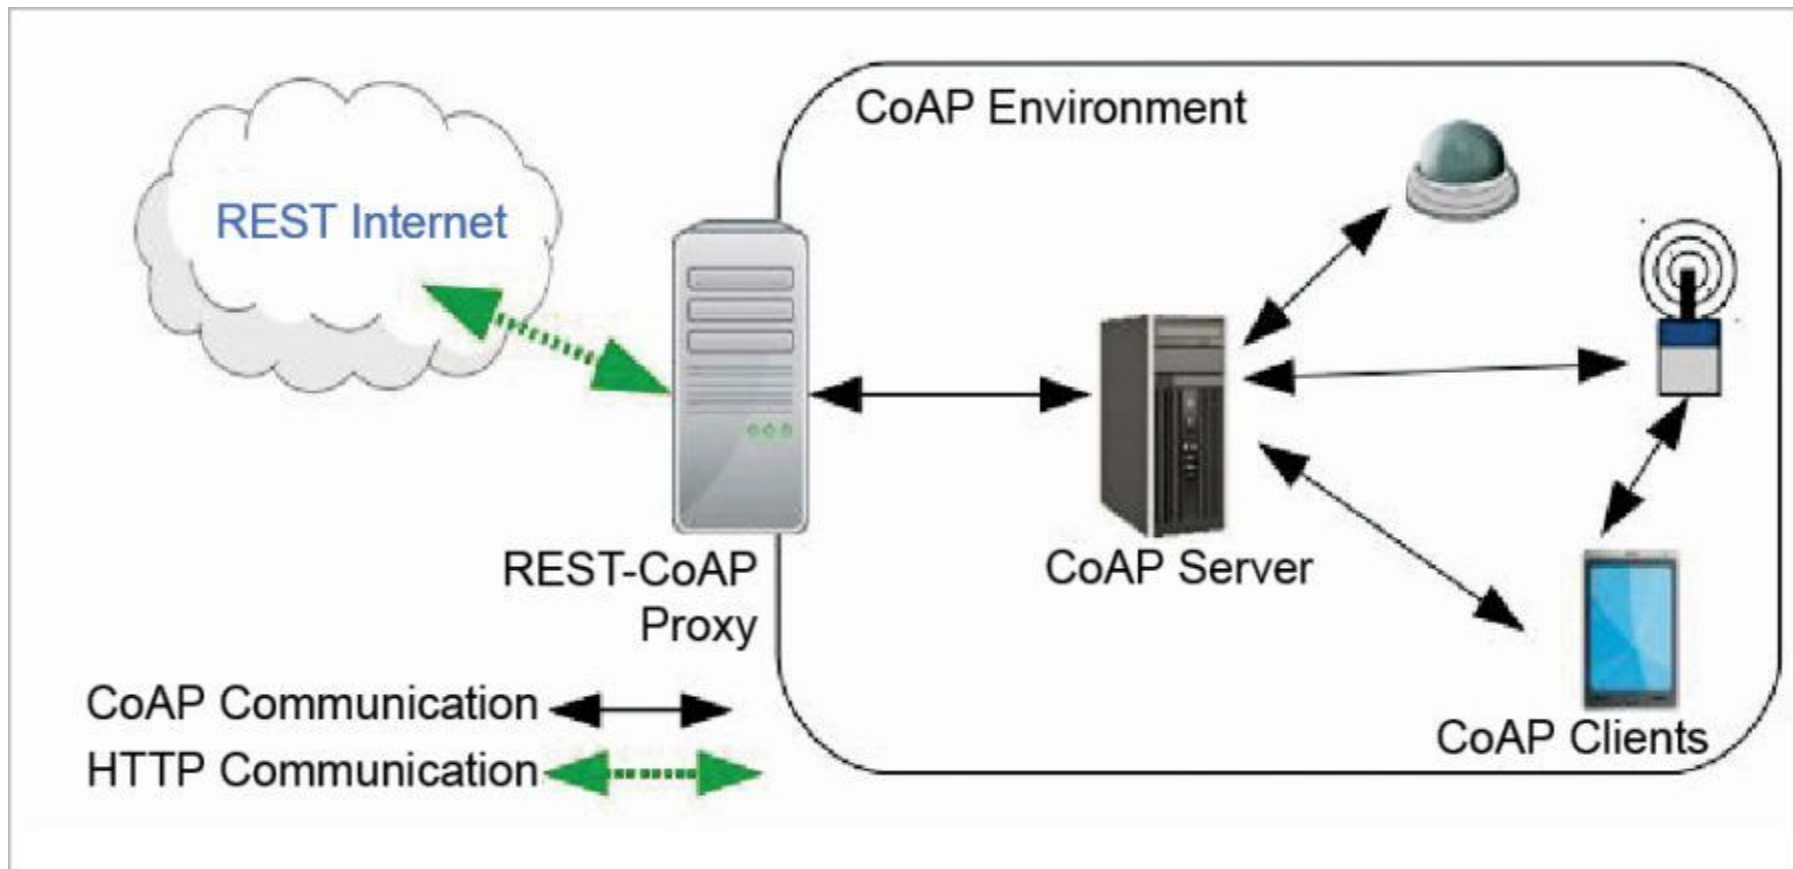 CoAP Environment
REST Internet
REST-CoAP
Proxy
CoAP Server
CoAP Clients
CoAP Communication
HTTP Communication